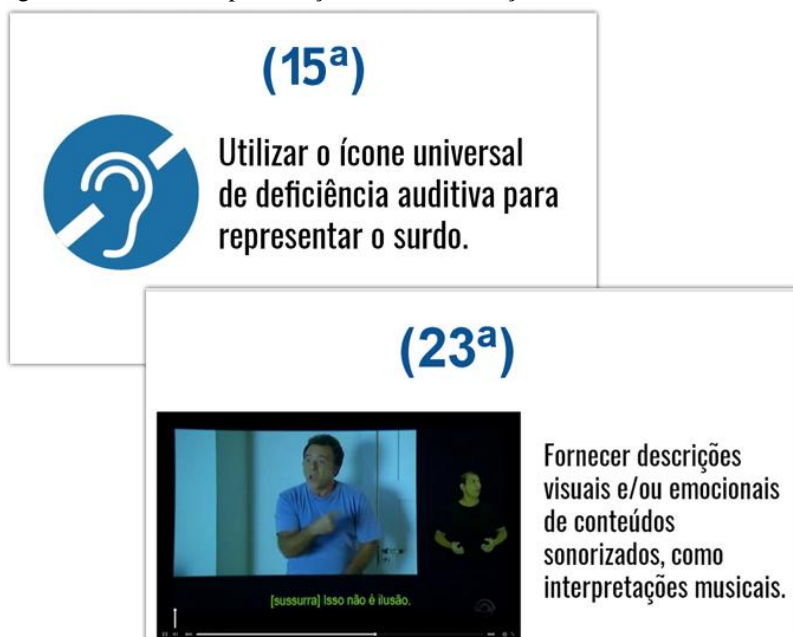 (15ª)
Utilizar o ícone universal
de deficiência auditiva para
representar o surdo.
(23ª)
Fornecer descrições
visuais e/ou emocionais
de conteúdos
sonorizados, como
interpretações musicais.
[sussurra] Isso não é ilusão.